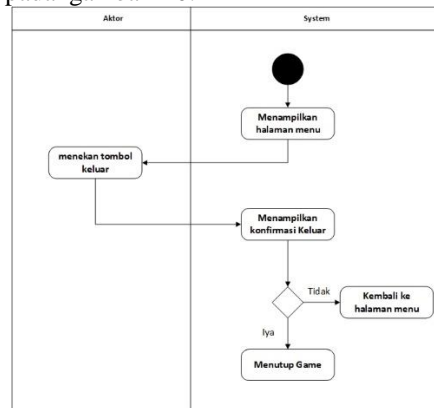 Aktor
System
Menampilkan
halaman menu
menekan tombol
keluar
Menampilkan
konfirmasi Keluar
Tidak
Kembali ke
halaman menu
Iya
Menutup Game